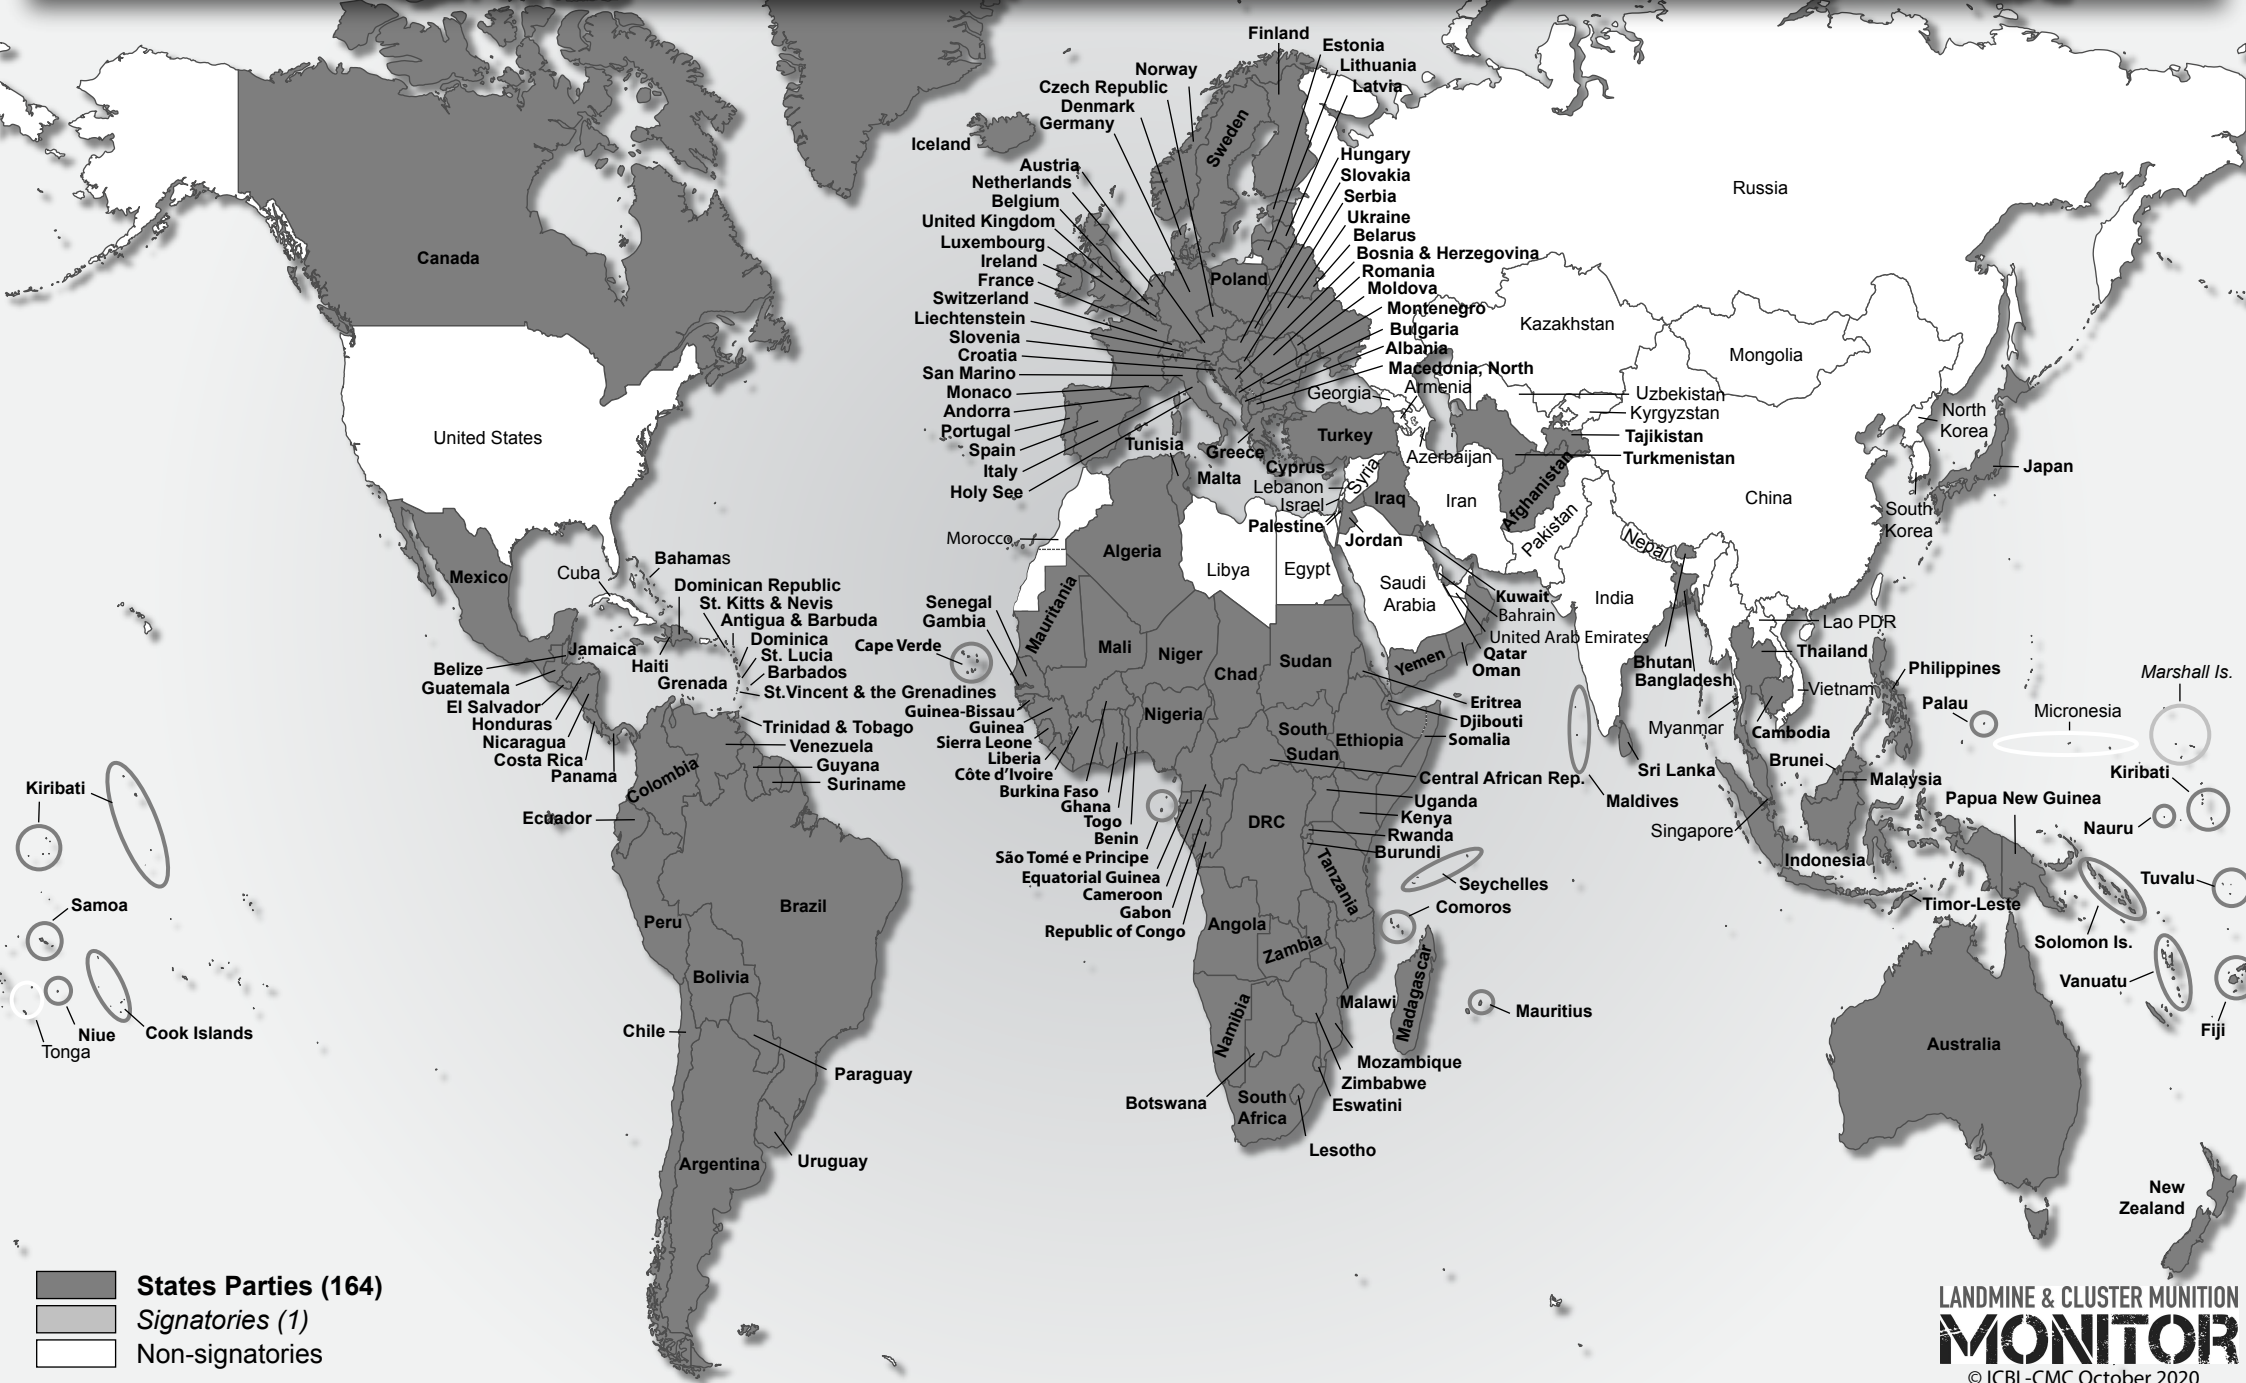 Finland
Estonia
Lithuania
Latvia
Norway
Czech Republic
Denmark
Germany
Sweden
Iceland
Austria
Netherlands
Belgium
United Kingdom
Luxembourg
Ireland
France
Switzerland
Liechtenstein
Slovenia
Croatia
San Marino
Monaco
Andorra
Portugal
Spain
Italy
Holy See
Hungary
Slovakia
Serbia
Ukraine
Belarus
Bosnia & Herzegovina
Romania
Moldova
Montenegro
Bulgaria
Albania
Macedonia, North
Poland
Russia
Canada
United States
Kazakhstan
Mongolia
Georgia
Armenia
Uzbekistan
Kyrgyzstan
Tajikistan
Turkmenistan
Azerbaijan
Turkey
Tunisia
Greece
Malta
Cyprus
Lebanon
Israel
Palestine
Syria
Iraq
Jordan
Iran
Afghanistan
Pakistan
Nepal
China
North
Korea
South
Korea
Japan
Morocco
Algeria
Libya
Egypt
Saudi
Arabia
Kuwait
Bahrain
United Arab Emirates
Qatar
Oman
Yemen
India
Bhutan
Bangladesh
Myanmar
Lao PDR
Thailand
Vietnam
Cambodia
Philippines
Palau
Micronesia
Marshall Is.
Kiribati
Nauru
Tuvalu
Brunei
Malaysia
Singapore
Indonesia
Papua New Guinea
Timor-Leste
Solomon Is.
Vanuatu
Fiji
Sri Lanka
Maldives
Mexico
Cuba
Bahamas
Dominican Republic
St. Kitts & Nevis
Antigua & Barbuda
Dominica
St. Lucia
Barbados
St.Vincent & the Grenadines
Jamaica
Haiti
Grenada
Trinidad & Tobago
Venezuela
Guyana
Suriname
Belize
Guatemala
El Salvador
Honduras
Nicaragua
Costa Rica
Panama
Colombia
Ecuador
Peru
Brazil
Bolivia
Chile
Paraguay
Uruguay
Argentina
Senegal
Gambia
Cape Verde
Mauritania
Mali
Niger
Chad
Sudan
Eritrea
Djibouti
Somalia
Guinea-Bissau
Guinea
Sierra Leone
Liberia
Côte d’Ivoire
Burkina Faso
Ghana
Togo
Benin
Nigeria
South
Sudan
Ethiopia
Central African Rep.
Uganda
Kenya
Rwanda
Burundi
São Tomé e Principe
Equatorial Guinea
Cameroon
Gabon
Republic of Congo
DRC
Tanzania
Seychelles
Comoros
Angola
Zambia
Malawi
Madagascar
Mauritius
Namibia
Botswana
Mozambique
Zimbabwe
Eswatini
South
Africa
Lesotho
Kiribati
Samoa
Niue
Tonga
Cook Islands
Australia
New
Zealand
States Parties (164)
Signatories (1)
Non-signatories
LANDMINE & CLUSTER MUNITION
MONITOR
© ICBL-CMC October 2020